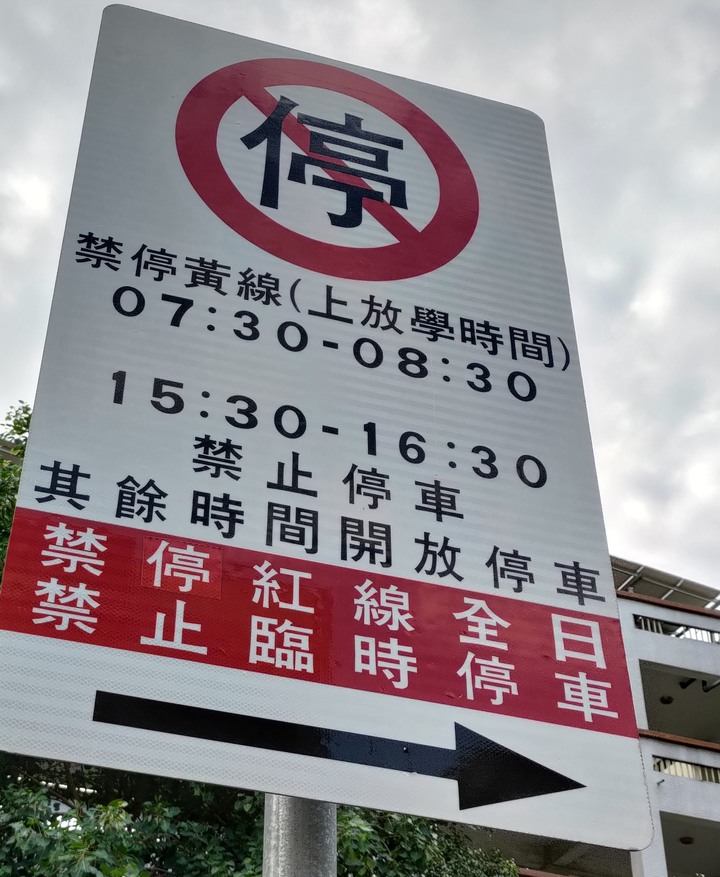 停
禁停黃線(上放學時間)
07:30-08:30
15:30-16:30
禁止停車
其餘時間開放停車
禁停紅線全日
禁止臨時停車